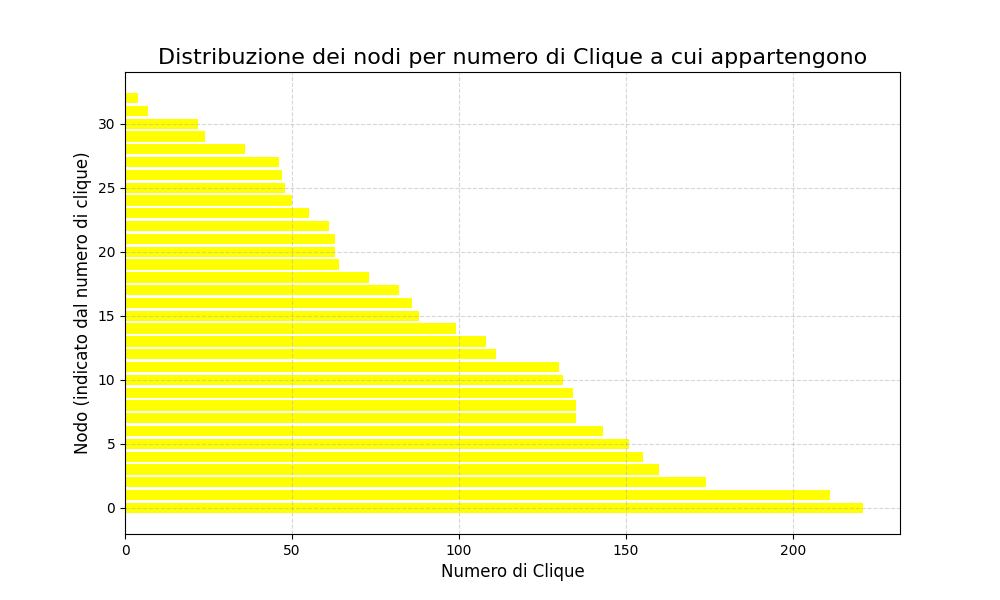 Distribuzione dei nodi per numero di Clique a cui appartengono
Nodo (indicato dal numero di clique)
30
25
20
15
10
5
0
0 50 100 150 200
Numero di Clique